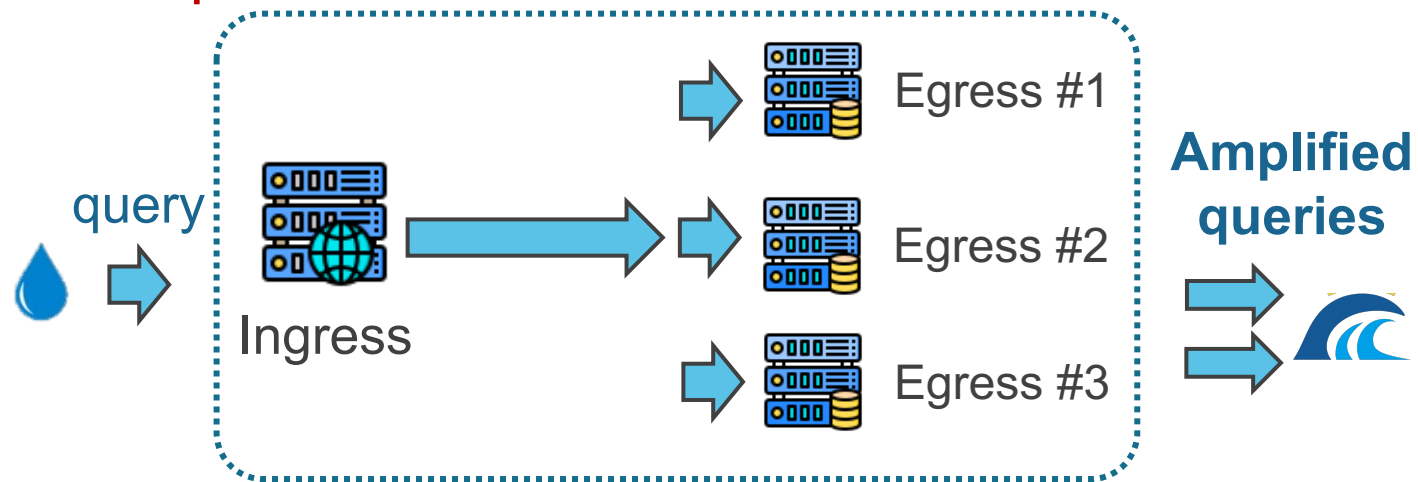 query
Ingress
Egress #1
Egress #2
Egress #3
Amplified
queries